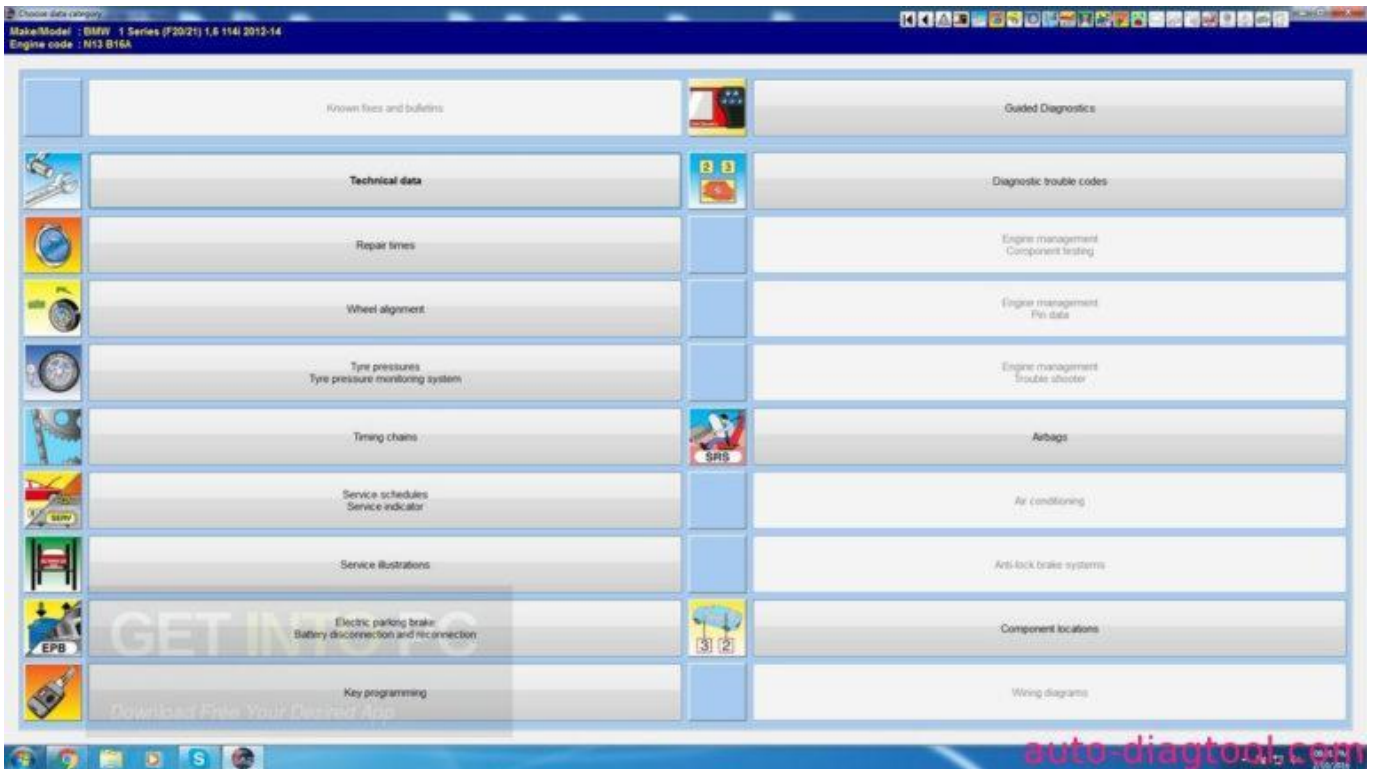 Choose data category
Make/Model : BMW 1 Series (F20/21) 1,6 114i 2012-14
Engine code : N13 B16A
Known fixes and bulletins
Guided Diagnostics
Technical data
2 3
Diagnostic trouble codes
Repair times
Engine management
Component testing
Wheel alignment
Engine management
Pin data
Tyre pressures
Tyre pressure monitoring system
Engine management
Trouble shooter
Timing chains
SRS
Airbags
SERV
Service schedules
Service indicator
Air conditioning
Service illustrations
Anti-lock brake systems
EPB
Electric parking brake
Battery disconnection and reconnection
3 2
Component locations
GET INTO PC
Key programming
Wiring diagrams
Download Free Your Desired App
S
auto-diagtool.com